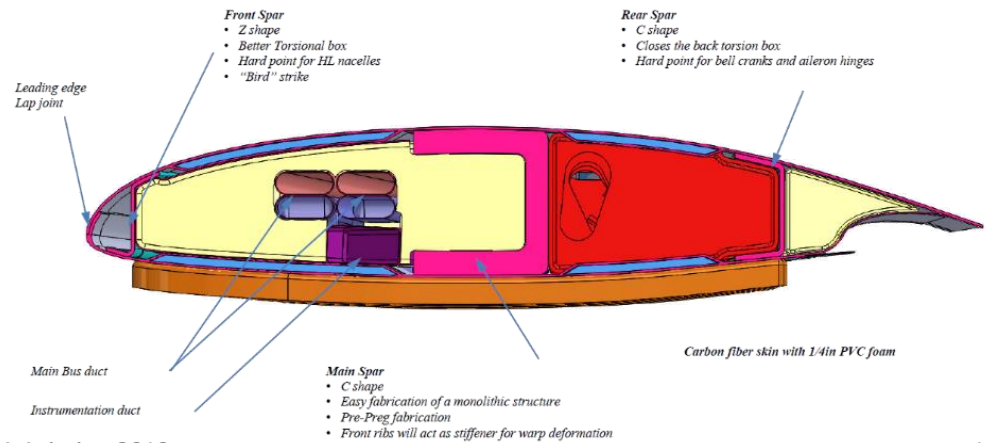 Front Spar
• Z shape
• Better Torsional box
• Hard point for HL nacelles
• “Bird” strike
Rear Spar
• C shape
• Closes the back torsion box
• Hard point for bell cranks and aileron hinges
Leading edge
Lap joint
Carbon fiber skin with 1/4in PVC foam
Main Bus duct
Instrumentation duct
Main Spar
• C shape
• Easy fabrication of a monolithic structure
• Pre-Preg fabrication
• Front ribs will act as stiffener for warp deformation